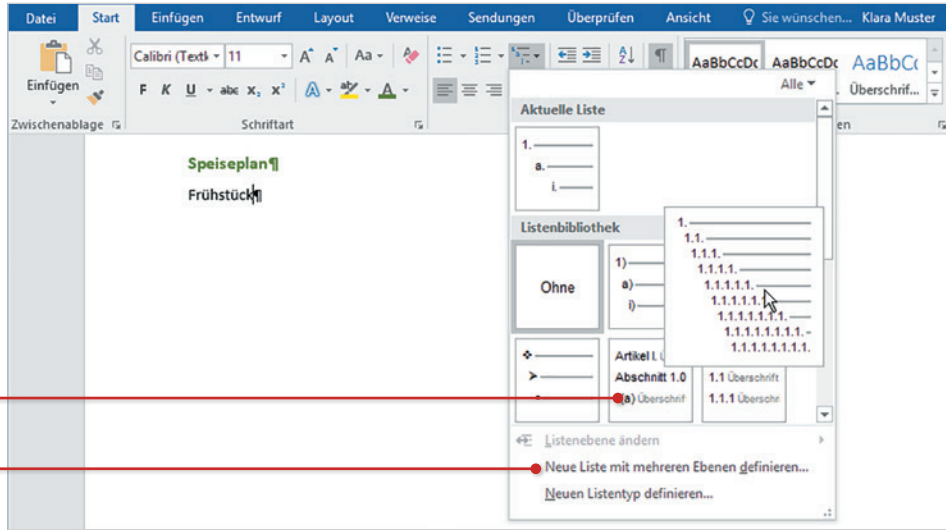 Datei Start Einfügen Entwurf Layout Verweise Sendungen Überprüfen Ansicht Sie wünschen... Klara Muster
Einfügen
Calibri (Textk 11 A A Aa
F K U abc x₂ x² A aby A
AaBbCcDc AaBbCcDc AaBbC
Alle
Überschrif...
Zwischenablage Schriftart en
Speiseplan¶
Frühstück¶
Aktuelle Liste
1.
a.
i.
Listenbibliothek
Ohne
1)
a)
i)
1.
1.1.
1.1.1.
1.1.1.1.
1.1.1.1.1.
1.1.1.1.1.1.
1.1.1.1.1.1.1.
1.1.1.1.1.1.1.1.
1.1.1.1.1.1.1.1.1.
Artikel I.
Abschnitt 1.0
(a) Überschrif
1.1 Überschrift
1.1.1 Überschr
Listenebene ändern
Neue Liste mit mehreren Ebenen definieren...
Neuen Listentyp definieren...